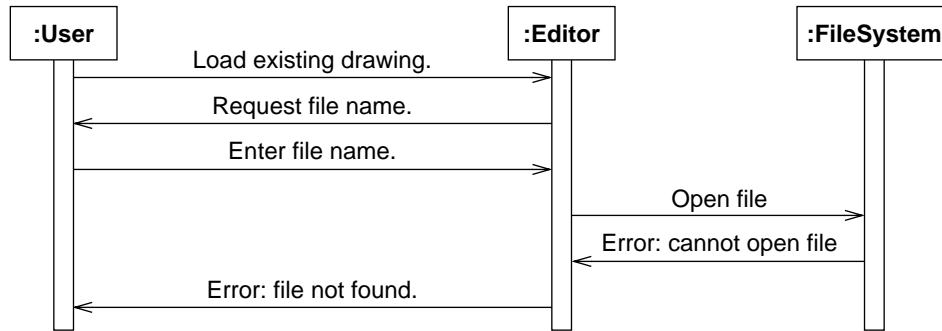 :User
:Editor
:FileSystem
Load existing drawing.
Request file name.
Enter file name.
Open file
Error: cannot open file
Error: file not found.